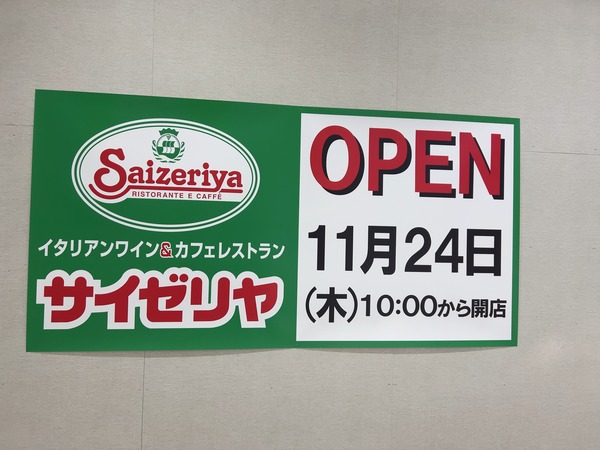 Saizeriya
RISTORANTE E CAFFÈ
イタリアンワイン&カフェレストラン
サイゼリヤ
OPEN
11月24日
(木)10:00から開店